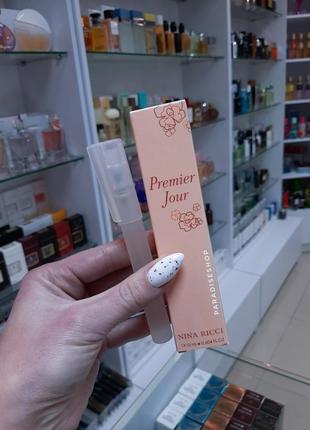 Premier
Jour
PARADISESHOP
NINA RICCI